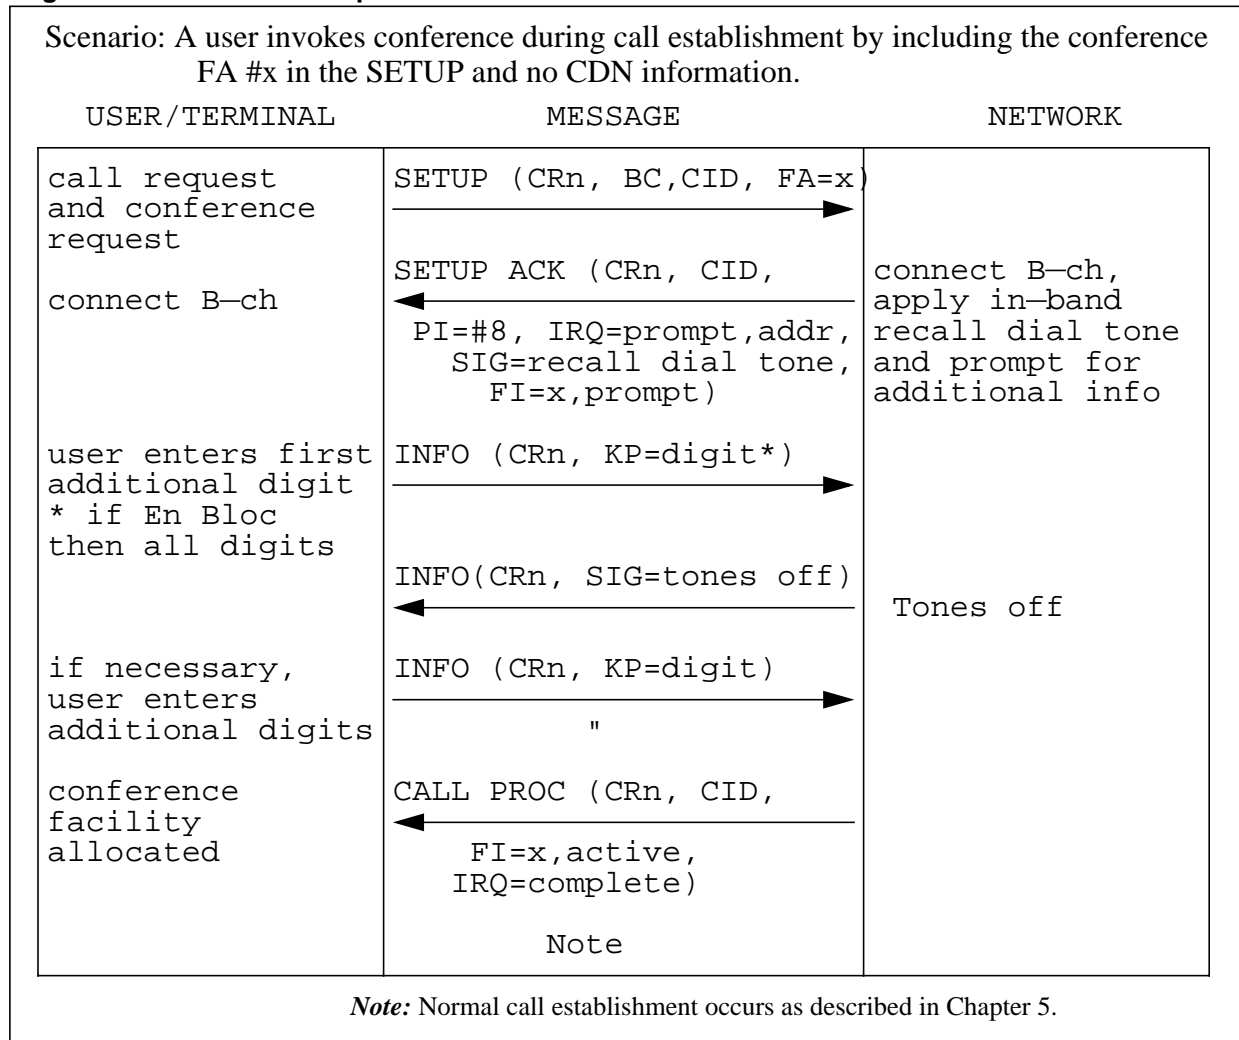 Scenario: A user invokes conference during call establishment by including the conference
FA #x in the SETUP and no CDN information.
USER/TERMINAL MESSAGE NETWORK
call request
and conference
request
SETUP (CRn, BC,CID, FA=x)
SETUP ACK (CRn, CID,
connect B—ch
PI=#8, IRQ=prompt,addr,
SIG=recall dial tone,
FI=x,prompt)
connect B—ch,
apply in—band
recall dial tone
and prompt for
additional info
user enters first
additional digit
* if En Bloc
then all digits
INFO (CRn, KP=digit*)
INFO(CRn, SIG=tones off)
Tones off
if necessary,
user enters
additional digits
INFO (CRn, KP=digit)
"
conference
facility
allocated
CALL PROC (CRn, CID,
FI=x,active,
IRQ=complete)
Note
Note: Normal call establishment occurs as described in Chapter 5.